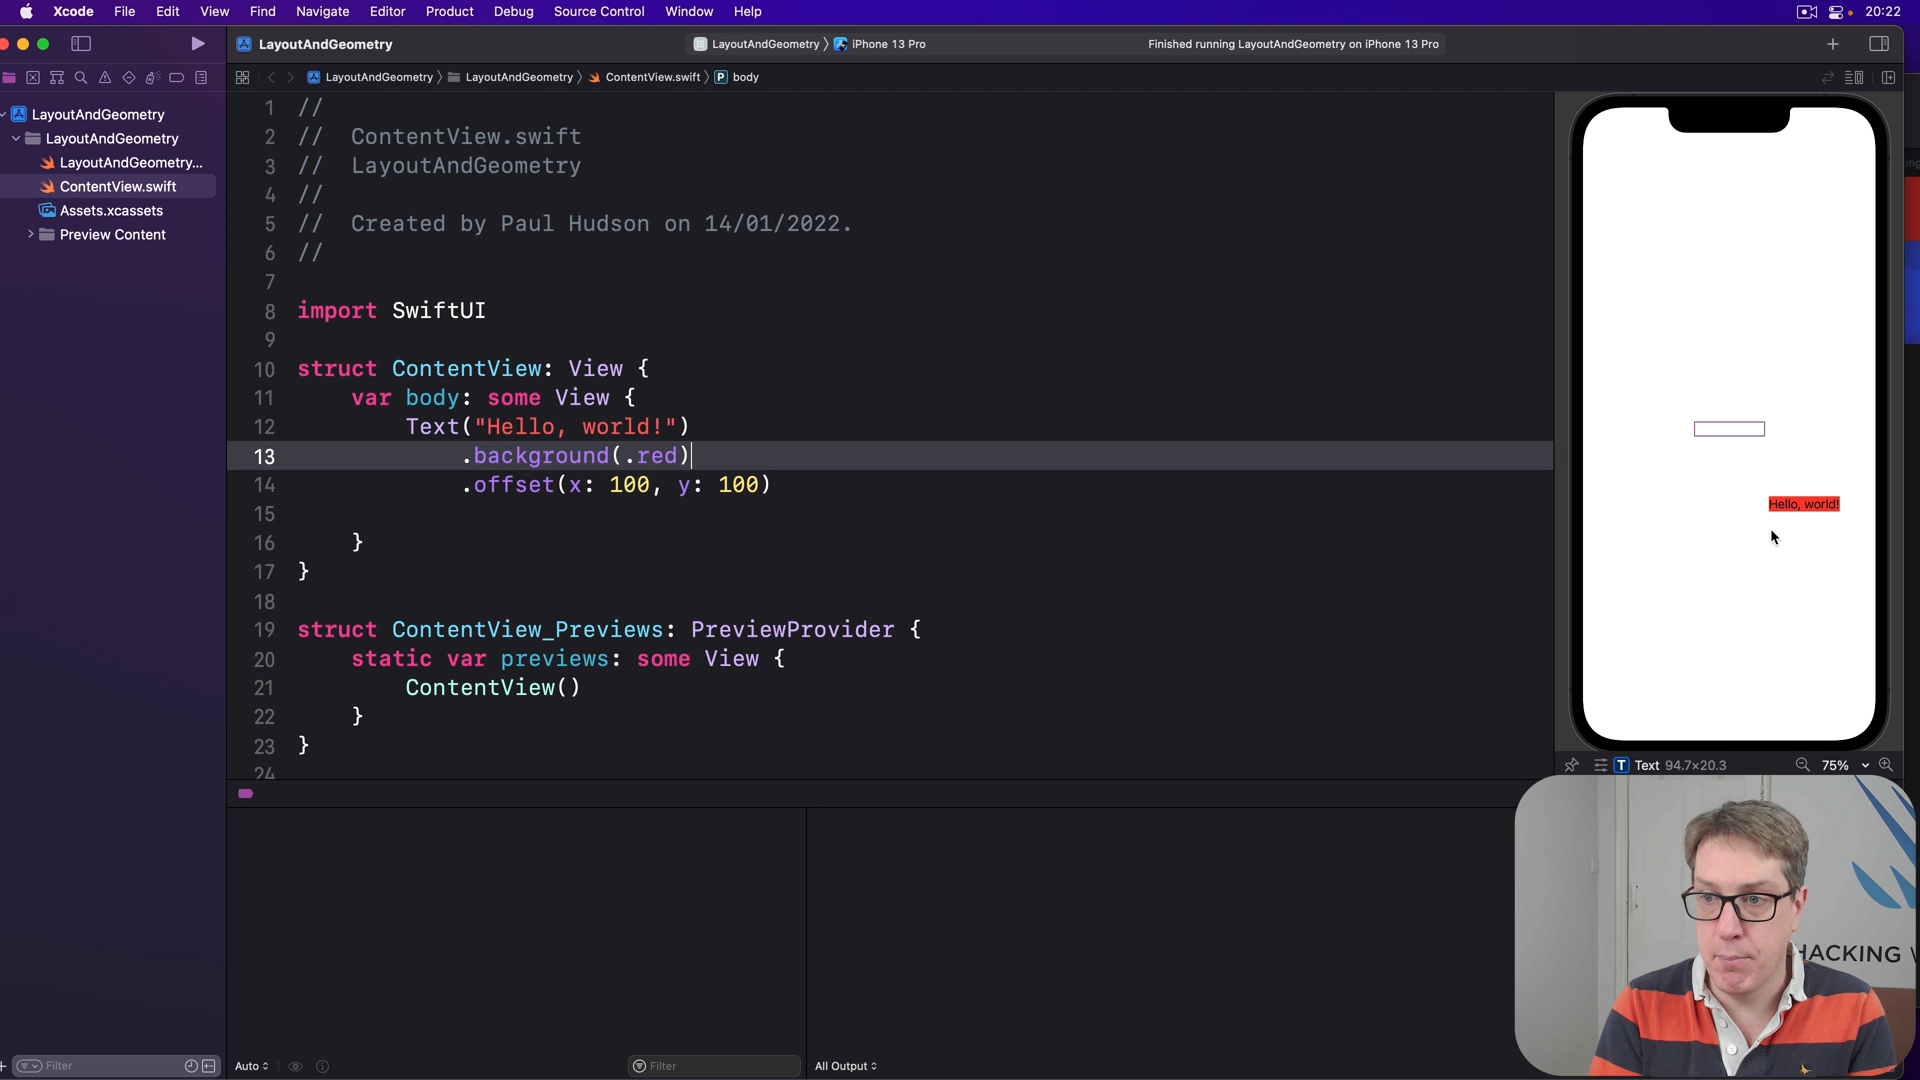 Xcode File Edit View Find Navigate Editor Product Debug Source Control Window Help 20:22
LayoutAndGeometry LayoutAndGeometry iPhone 13 Pro Finished running LayoutAndGeometry on iPhone 13 Pro
LayoutAndGeometry LayoutAndGeometry ContentView.swift P body
LayoutAndGeometry
LayoutAndGeometry
LayoutAndGeometry...
ContentView.swift
Assets.xcassets
Preview Content
1 //
2 // ContentView.swift
3 // LayoutAndGeometry
4 //
5 // Created by Paul Hudson on 14/01/2022.
6 //
7
8 import SwiftUI
9
10 struct ContentView: View {
11 var body: some View {
12 Text("Hello, world!")
13 .background(.red)
14 .offset(x: 100, y: 100)
15
16 }
17 }
18
19 struct ContentView_Previews: PreviewProvider {
20 static var previews: some View {
21 ContentView()
22 }
23 }
24
Hello, world!
T Text 94.7×20.3 75%
HACKING
Filter
Auto
Filter
All Output